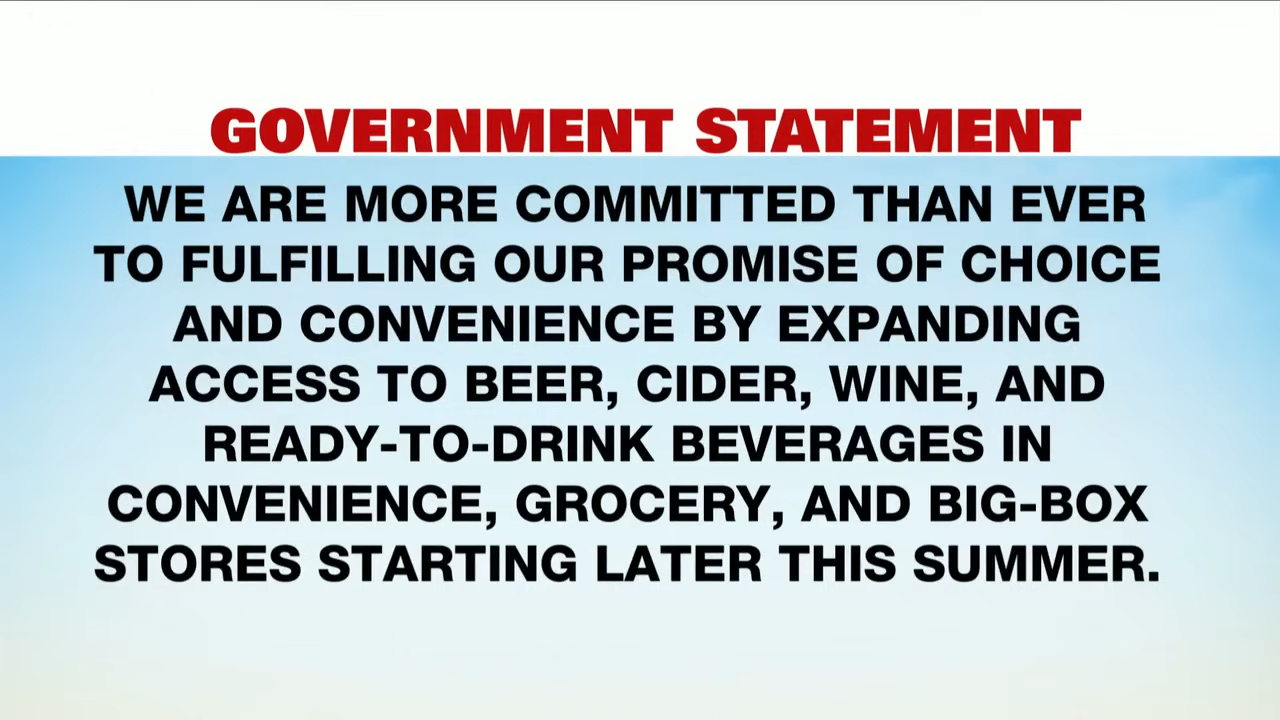 GOVERNMENT STATEMENT
WE ARE MORE COMMITTED THAN EVER
TO FULFILLING OUR PROMISE OF CHOICE
AND CONVENIENCE BY EXPANDING
ACCESS TO BEER, CIDER, WINE, AND
READY-TO-DRINK BEVERAGES IN
CONVENIENCE, GROCERY, AND BIG-BOX
STORES STARTING LATER THIS SUMMER.